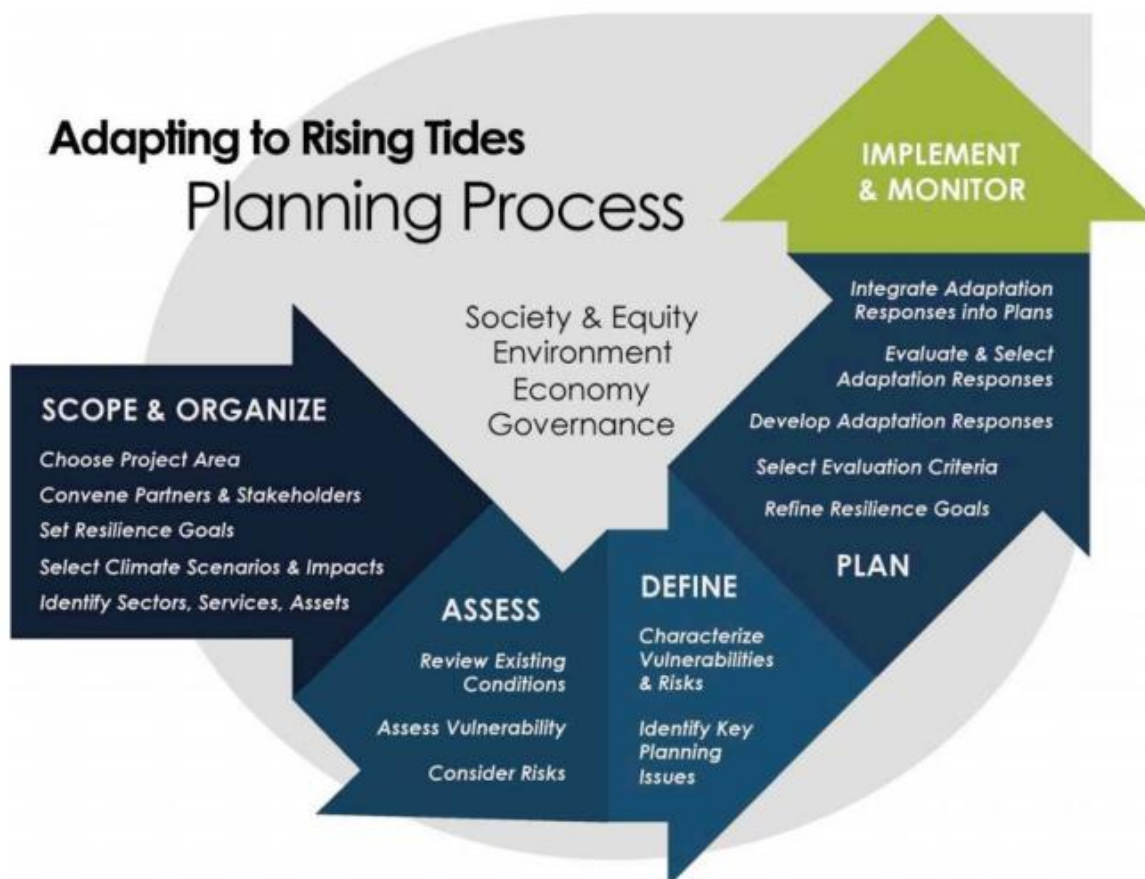 Adapting to Rising Tides
Planning Process
Society & Equity
Environment
Economy
Governance
SCOPE & ORGANIZE
Choose Project Area
Convene Partners & Stakeholders
Set Resilience Goals
Select Climate Scenarios & Impacts
Identify Sectors, Services, Assets
ASSESS
Review Existing
Conditions
Assess Vulnerability
Consider Risks
DEFINE
Characterize
Vulnerabilities
& Risks
Identify Key
Planning
Issues
IMPLEMENT
& MONITOR
Integrate Adaptation
Responses into Plans
Evaluate & Select
Adaptation Responses
Develop Adaptation Responses
Select Evaluation Criteria
Refine Resilience Goals
PLAN